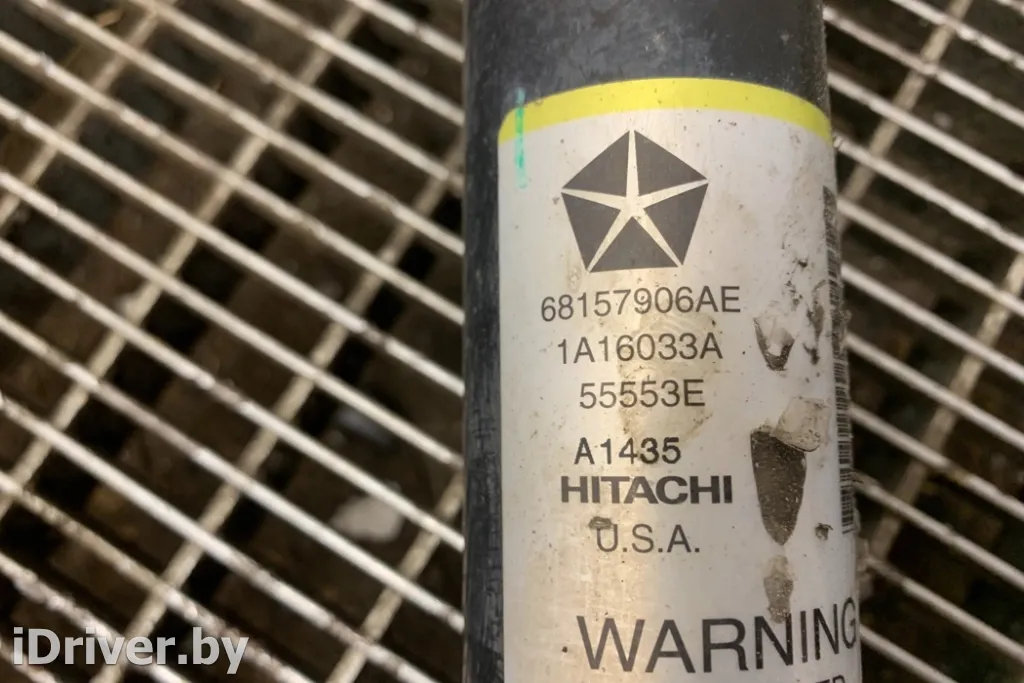 68157906AE
1A16033A
55553E
A1435
HITACHI
U.S.A.
WARNING
iDriver.by